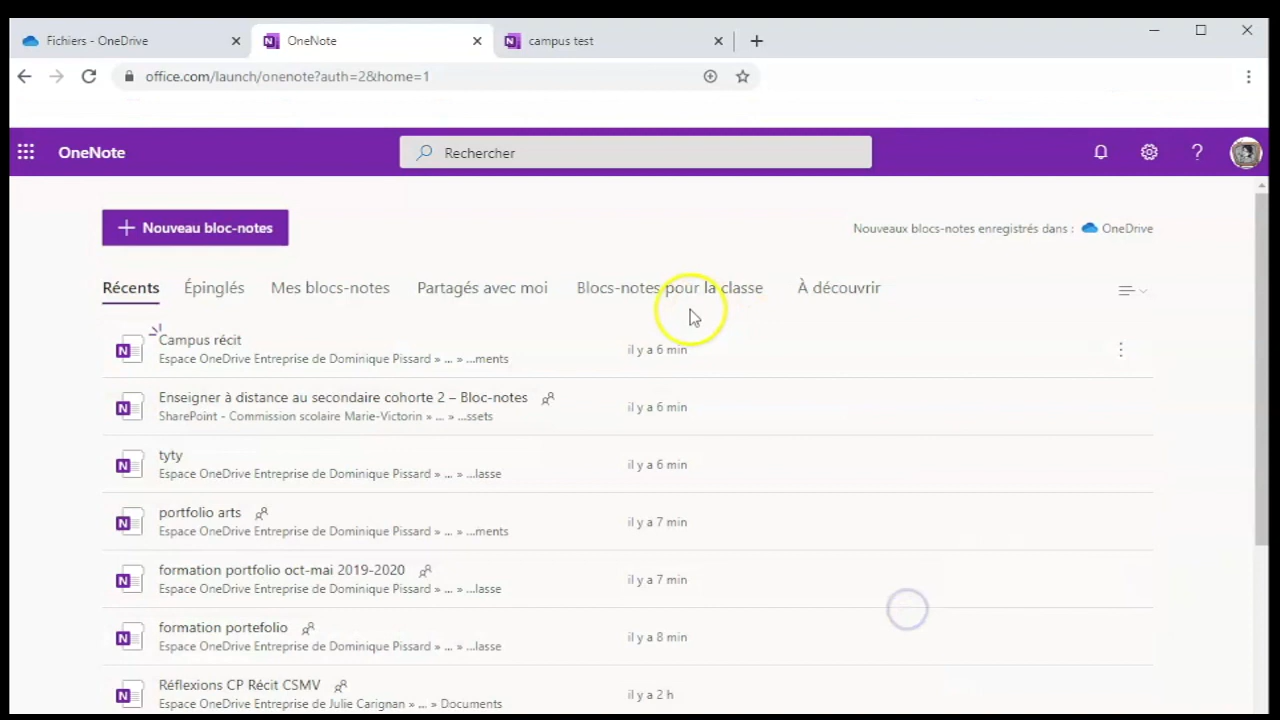 Fichiers - OneDrive
OneNote
campus test
office.com/launch/onenote?auth=2&home=1
OneNote
Rechercher
Nouveau bloc-notes
Nouveaux blocs-notes enregistrés dans : OneDrive
Récents
Épinglés
Mes blocs-notes
Partagés avec moi
Blocs-notes pour la classe
À découvrir
Campus récit
Espace OneDrive Entreprise de Dominique Pissard » ... » ...ments
il y a 6 min
Enseigner à distance au secondaire cohorte 2 – Bloc-notes
SharePoint - Commission scolaire Marie-Victorin » ... » ...ssets
il y a 6 min
tyty
Espace OneDrive Entreprise de Dominique Pissard » ... » ...lasse
il y a 6 min
portfolio arts
Espace OneDrive Entreprise de Dominique Pissard » ... » ...ments
il y a 7 min
formation portfolio oct-mai 2019-2020
Espace OneDrive Entreprise de Dominique Pissard » ... » ...lasse
il y a 7 min
formation portefolio
Espace OneDrive Entreprise de Dominique Pissard » ... » ...lasse
il y a 8 min
Réflexions CP Récit CSMV
Espace OneDrive Entreprise de Julie Carignan » ... » Documents
il y a 2 h